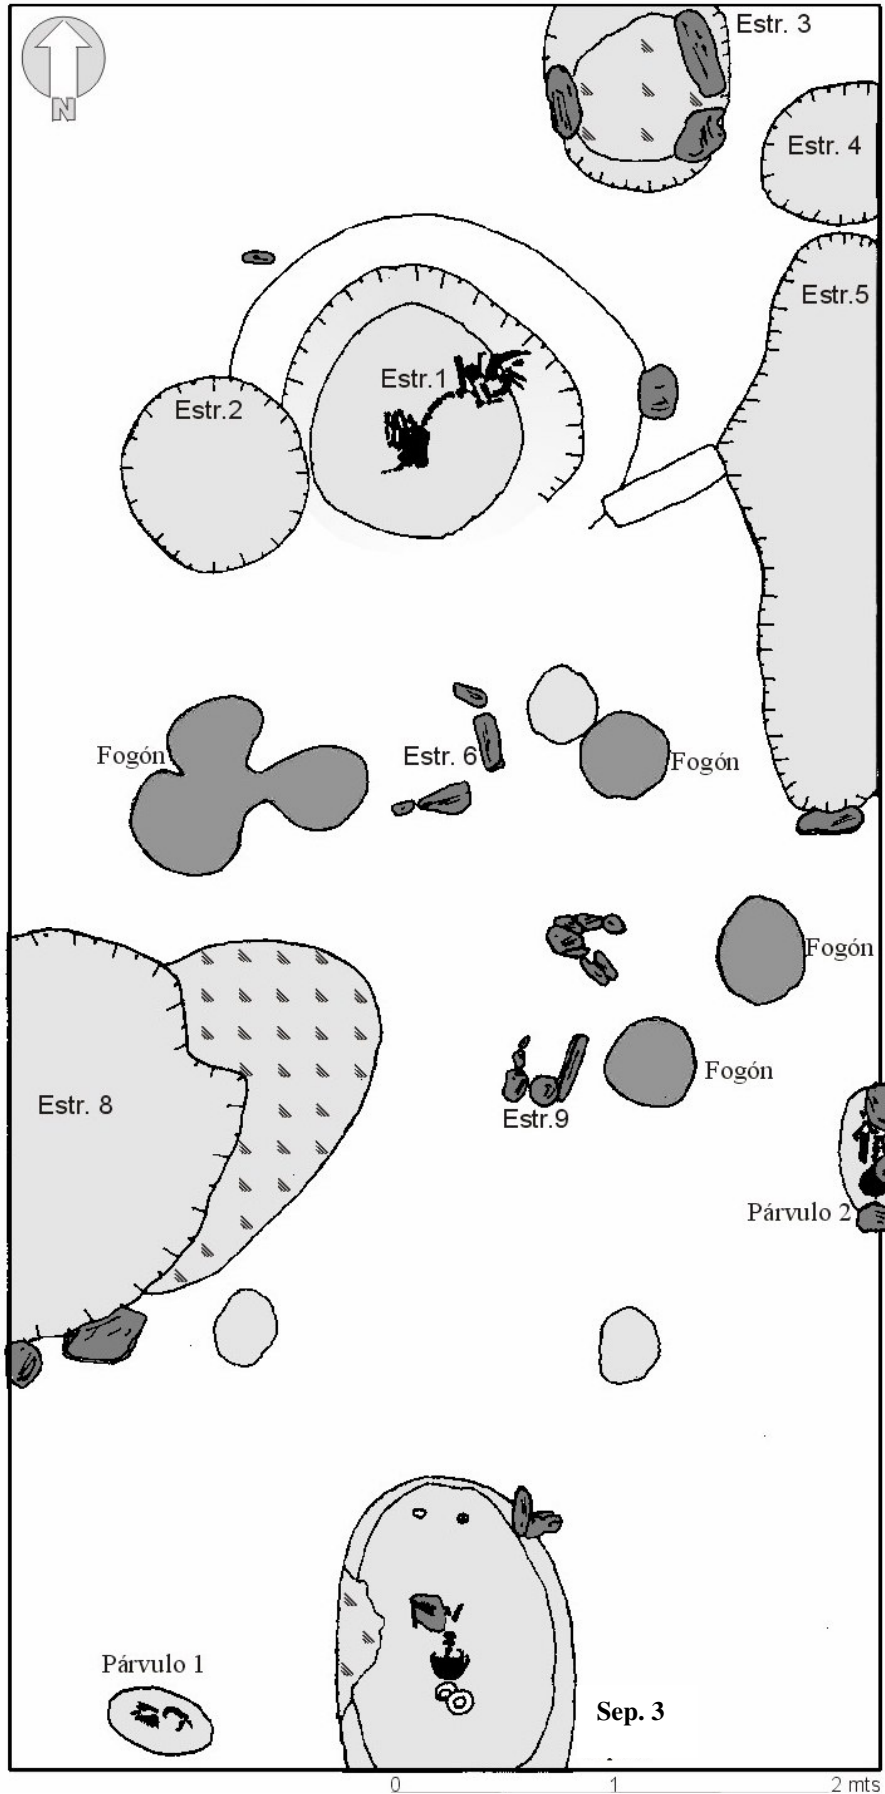 Estr. 3
N
Estr. 4
Estr.5
Estr.1
Estr.2
Fogón
Estr. 6
Fogón
Fogón
Estr. 8
Fogón
Estr.9
Párvulo 2
Párvulo 1
Sep. 3
0 1 2 mts